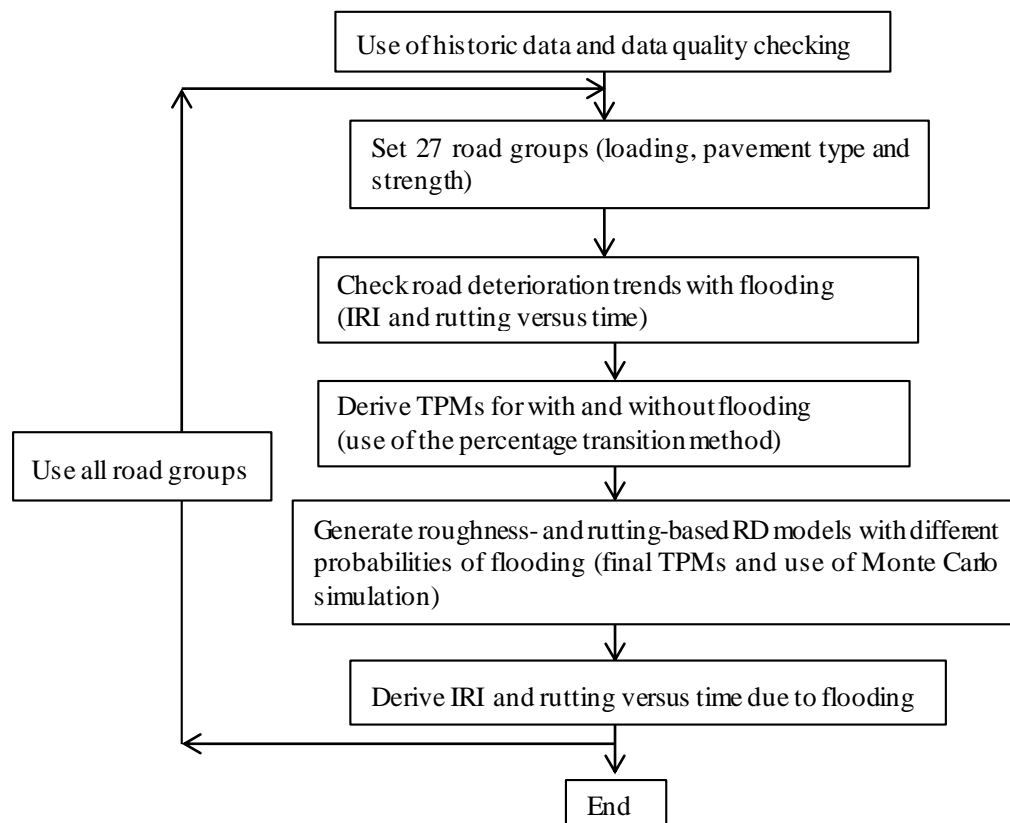 Use of historic data and data quality checking
Set 27 road groups (loading, pavement type and
strength)
Check road deterioration trends with flooding
(IRI and rutting versus time)
Derive TPMs for with and without flooding
(use of the percentage transition method)
Use all road groups
Generate roughness- and rutting-based RD models with different
probabilities of flooding (final TPMs and use of Monte Carlo
simulation)
Derive IRI and rutting versus time due to flooding
End